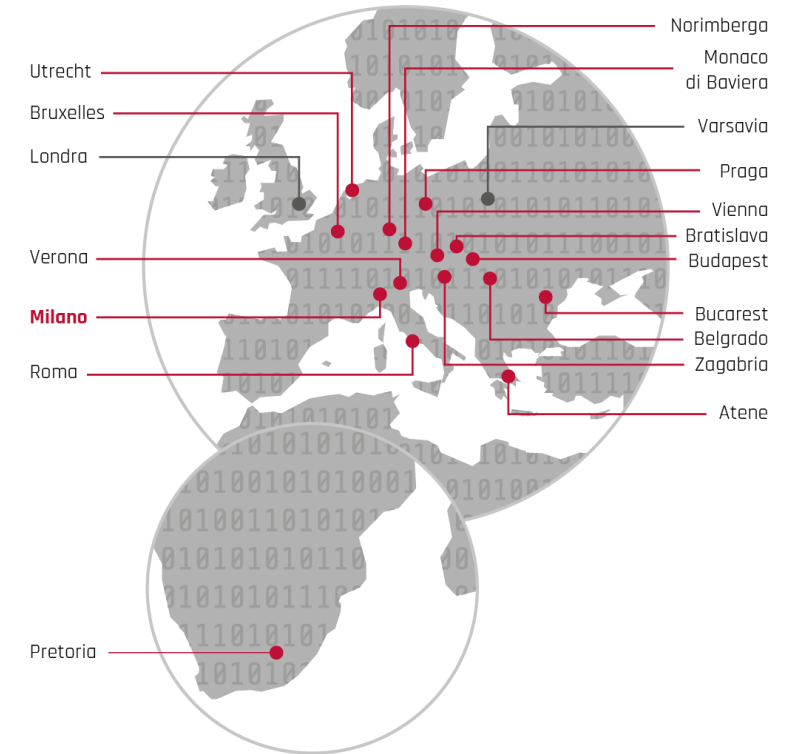 Norimberga
Monaco
di Baviera
Utrecht
Bruxelles
Varsavia
Londra
Praga
Vienna
Bratislava
Verona
Budapest
Milano
Bucarest
Belgrado
Zagabria
Roma
Atene
Pretoria